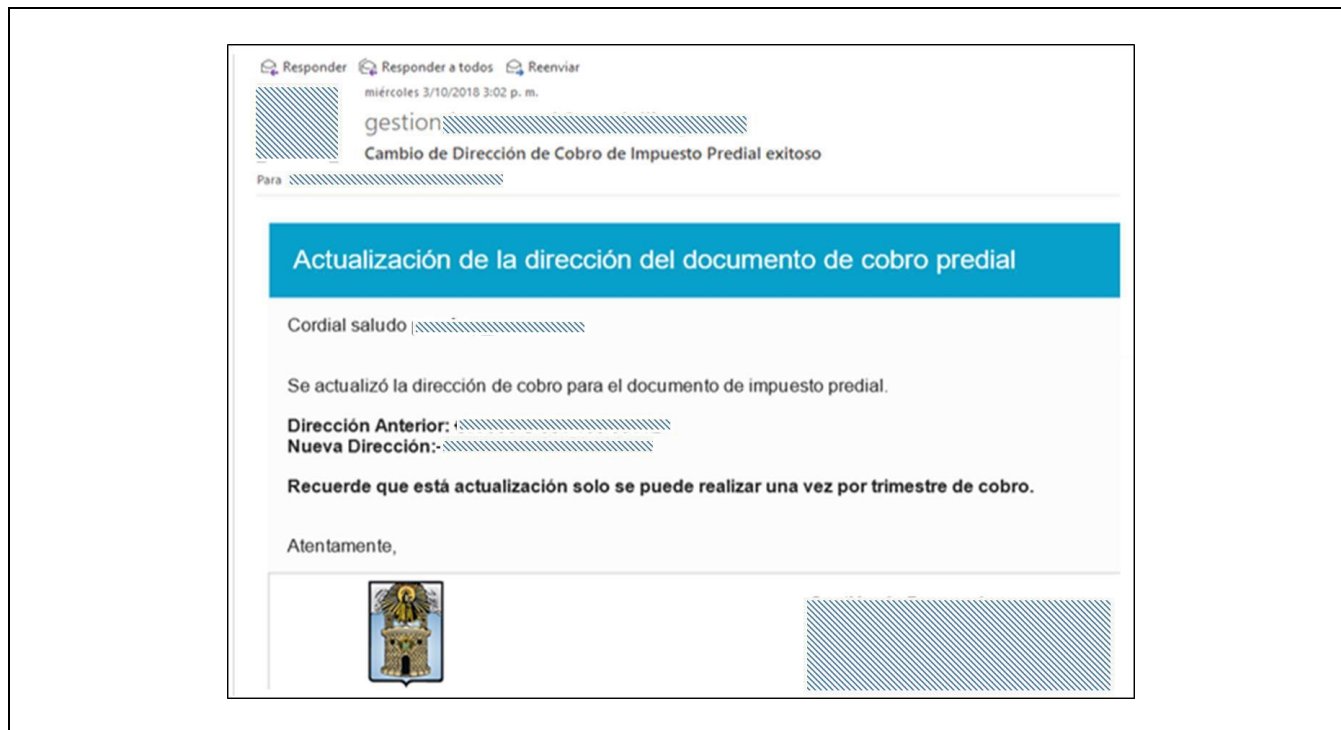 Responder Responder a todos Reenviar
miércoles 3/10/2018 3:02 p. m.
gestion
Cambio de Dirección de Cobro de Impuesto Predial exitoso
Para
Actualización de la dirección del documento de cobro predial
Cordial saludo
Se actualizó la dirección de cobro para el documento de impuesto predial.
Dirección Anterior:
Nueva Dirección:-
Recuerde que está actualización solo se puede realizar una vez por trimestre de cobro.
Atentamente,